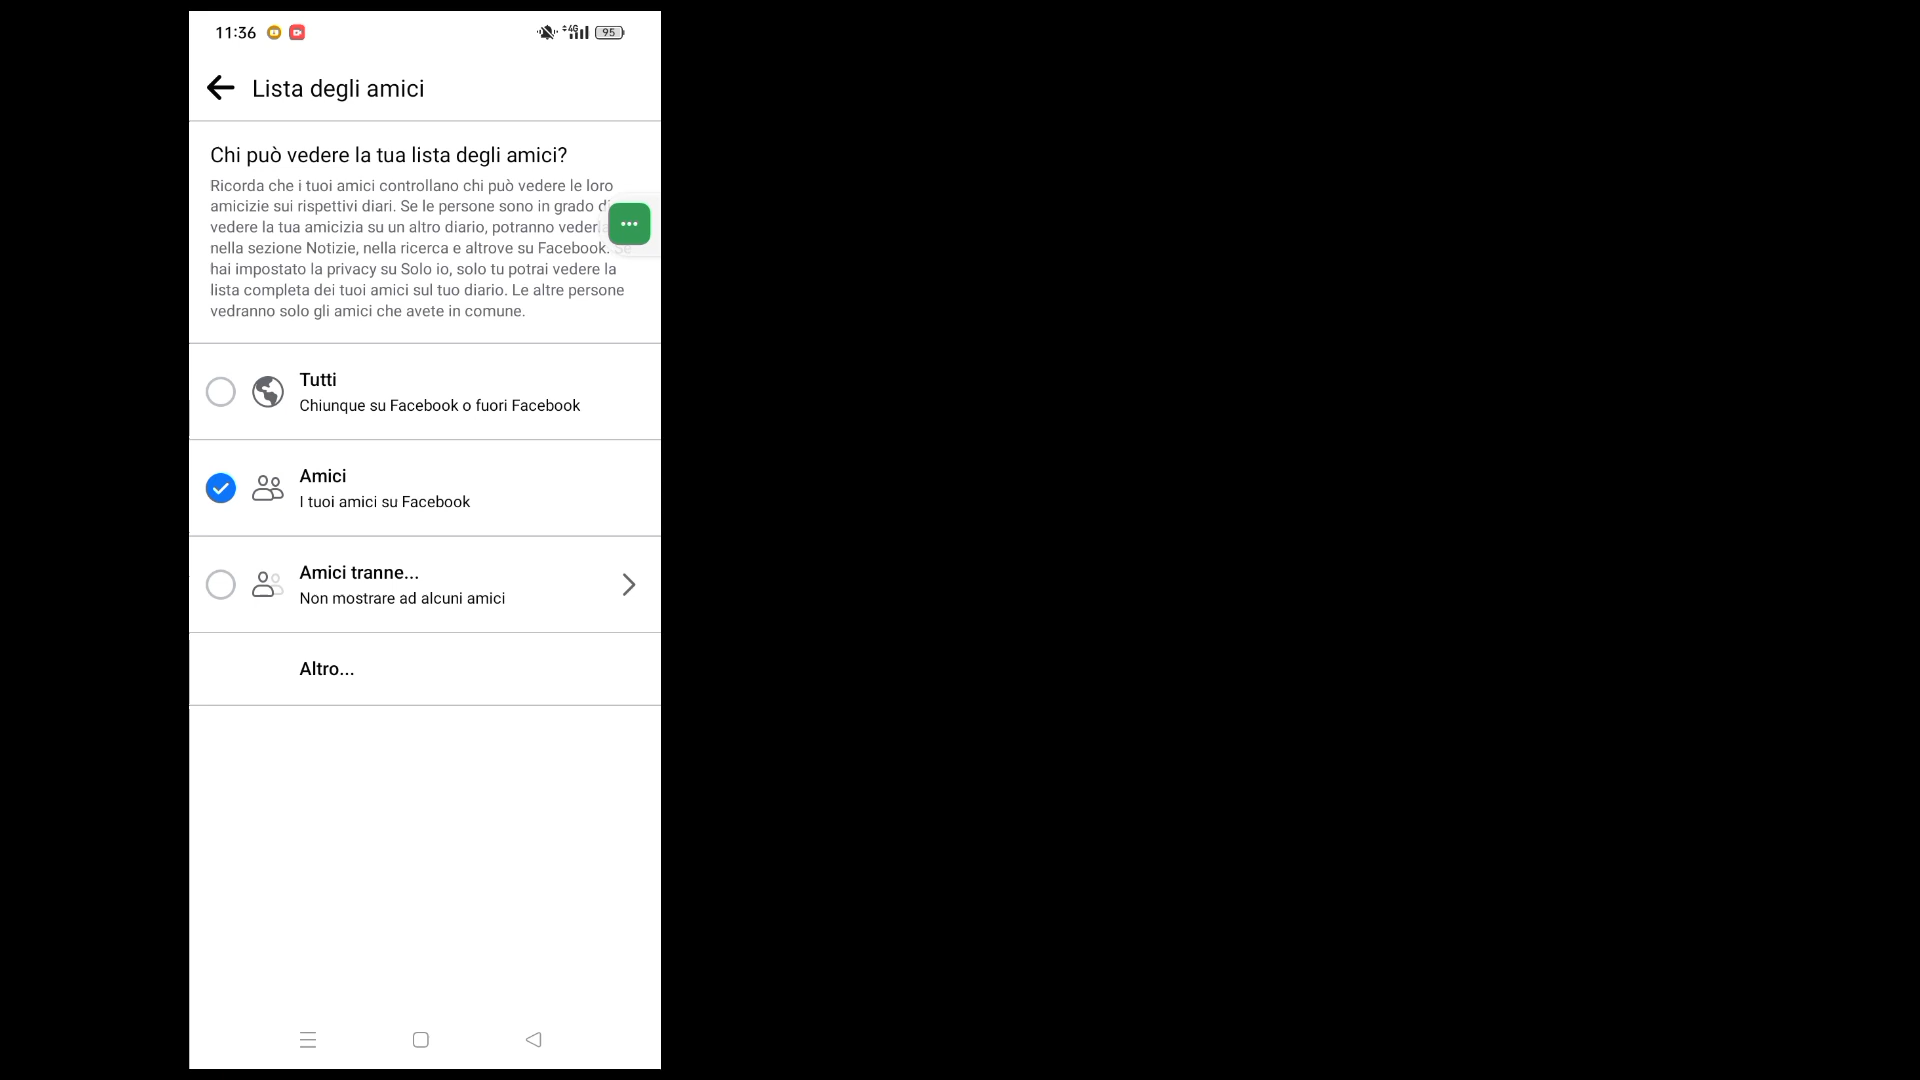 11:36
4G
95
Lista degli amici
Chi può vedere la tua lista degli amici?
Ricorda che i tuoi amici controllano chi può vedere le loro
amicizie sui rispettivi diari. Se le persone sono in grado di
vedere la tua amicizia su un altro diario, potranno vederla
nella sezione Notizie, nella ricerca e altrove su Facebook. Se
hai impostato la privacy su Solo io, solo tu potrai vedere la
lista completa dei tuoi amici sul tuo diario. Le altre persone
vedranno solo gli amici che avete in comune.
Tutti
Chiunque su Facebook o fuori Facebook
Amici
I tuoi amici su Facebook
Amici tranne...
Non mostrare ad alcuni amici
Altro...